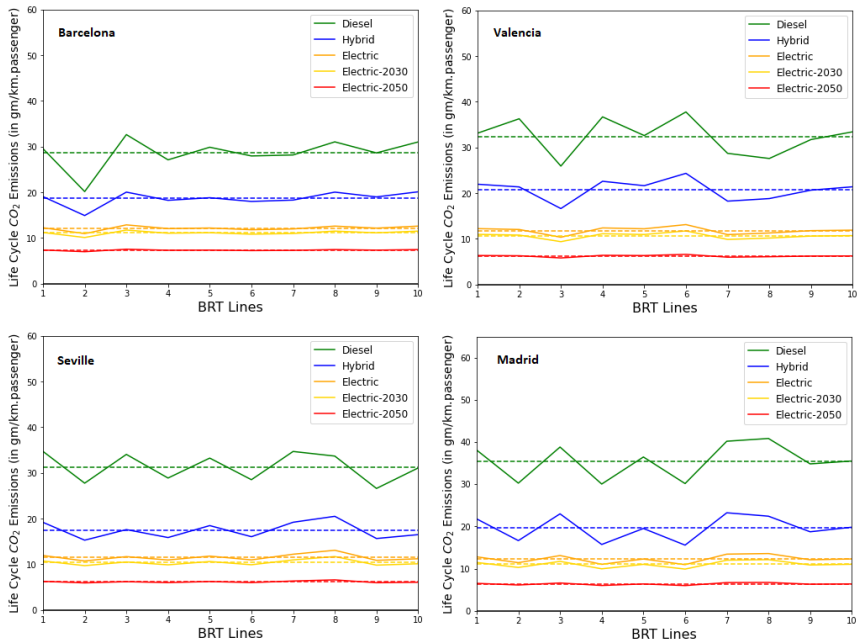 Barcelona
Diesel
Hybrid
Electric
Electric-2030
Electric-2050
Life Cycle CO2 Emissions (in gm/km.passenger)
60
50
40
30
20
10
0
1 2 3 4 5 6 7 8 9 10
BRT Lines
Valencia
Diesel
Hybrid
Electric
Electric-2030
Electric-2050
Life Cycle CO2 Emissions (in gm/km.passenger)
60
50
40
30
20
10
0
1 2 3 4 5 6 7 8 9 10
BRT Lines
Seville
Diesel
Hybrid
Electric
Electric-2030
Electric-2050
Life Cycle CO2 Emissions (in gm/km.passenger)
60
50
40
30
20
10
0
1 2 3 4 5 6 7 8 9 10
BRT Lines
Madrid
Diesel
Hybrid
Electric
Electric-2030
Electric-2050
Life Cycle CO2 Emissions (in gm/km.passenger)
60
50
40
30
20
10
0
1 2 3 4 5 6 7 8 9 10
BRT Lines